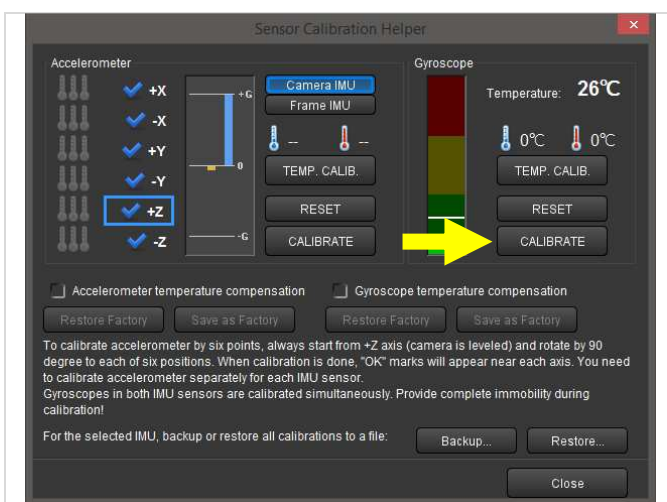 Sensor Calibration Helper
Accelerometer
+X
-X
+Y
-Y
+Z
-Z
+G
0
-G
Camera IMU
Frame IMU
--
--
TEMP. CALIB.
RESET
CALIBRATE
Gyroscope
Temperature: 26°C
0°C
0°C
TEMP. CALIB.
RESET
CALIBRATE
Accelerometer temperature compensation
Gyroscope temperature compensation
Restore Factory
Save as Factory
Restore Factory
Save as Factory
To calibrate accelerometer by six points, always start from +Z axis (camera is leveled) and rotate by 90
degree to each of six positions. When calibration is done, "OK" marks will appear near each axis. You need
to calibrate accelerometer separately for each IMU sensor.
Gyroscopes in both IMU sensors are calibrated simultaneously. Provide complete immobility during
calibration!
For the selected IMU, backup or restore all calibrations to a file:
Backup...
Restore...
Close